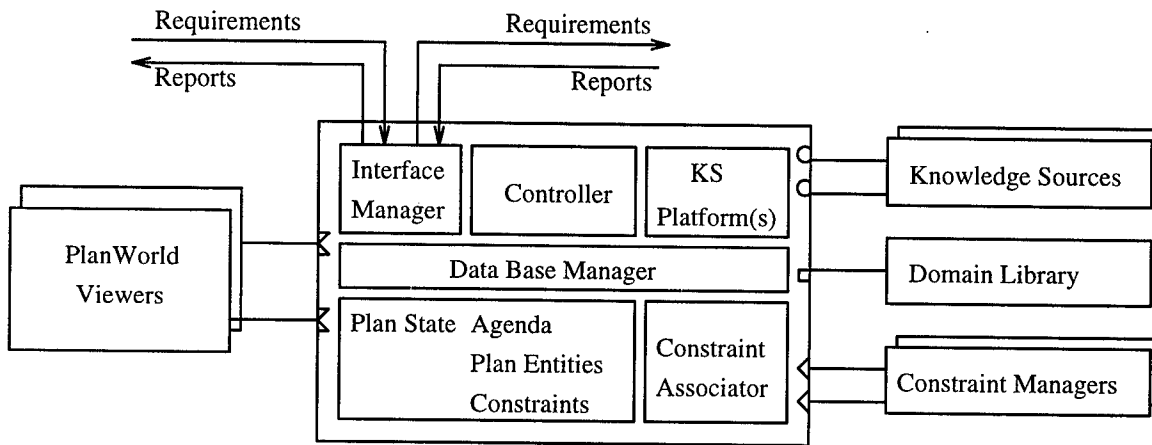 Requirements
Requirements
Reports
Reports
Interface
Manager
Controller
KS
Platform(s)
Knowledge Sources
PlanWorld
Viewers
Data Base Manager
Domain Library
Plan State
Agenda
Plan Entities
Constraints
Constraint
Associator
Constraint Managers